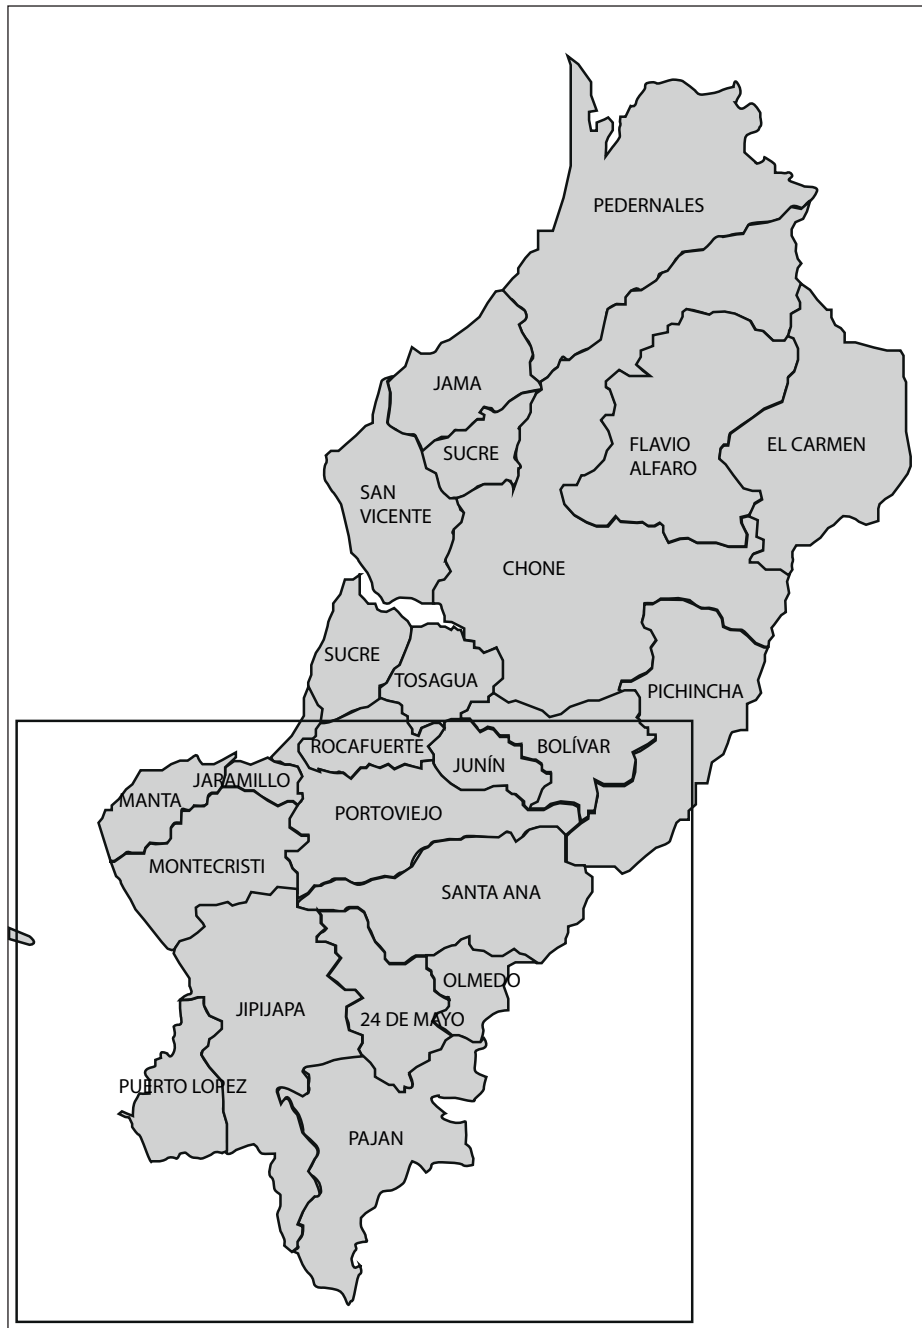 PEDERNALES
JAMA
SUCRE
FLAVIO
ALFARO
EL CARMEN
SAN
VICENTE
CHONE
SUCRE
TOSAGUA
PICHINCHA
ROCAFUERTE
BOLÍVAR
JUNÍN
JARAMILLO
MANTA
PORTOVIEJO
MONTECRISTI
SANTA ANA
OLMEDO
JIPIJAPA
24 DE MAYO
PUERTO LOPEZ
PAJAN